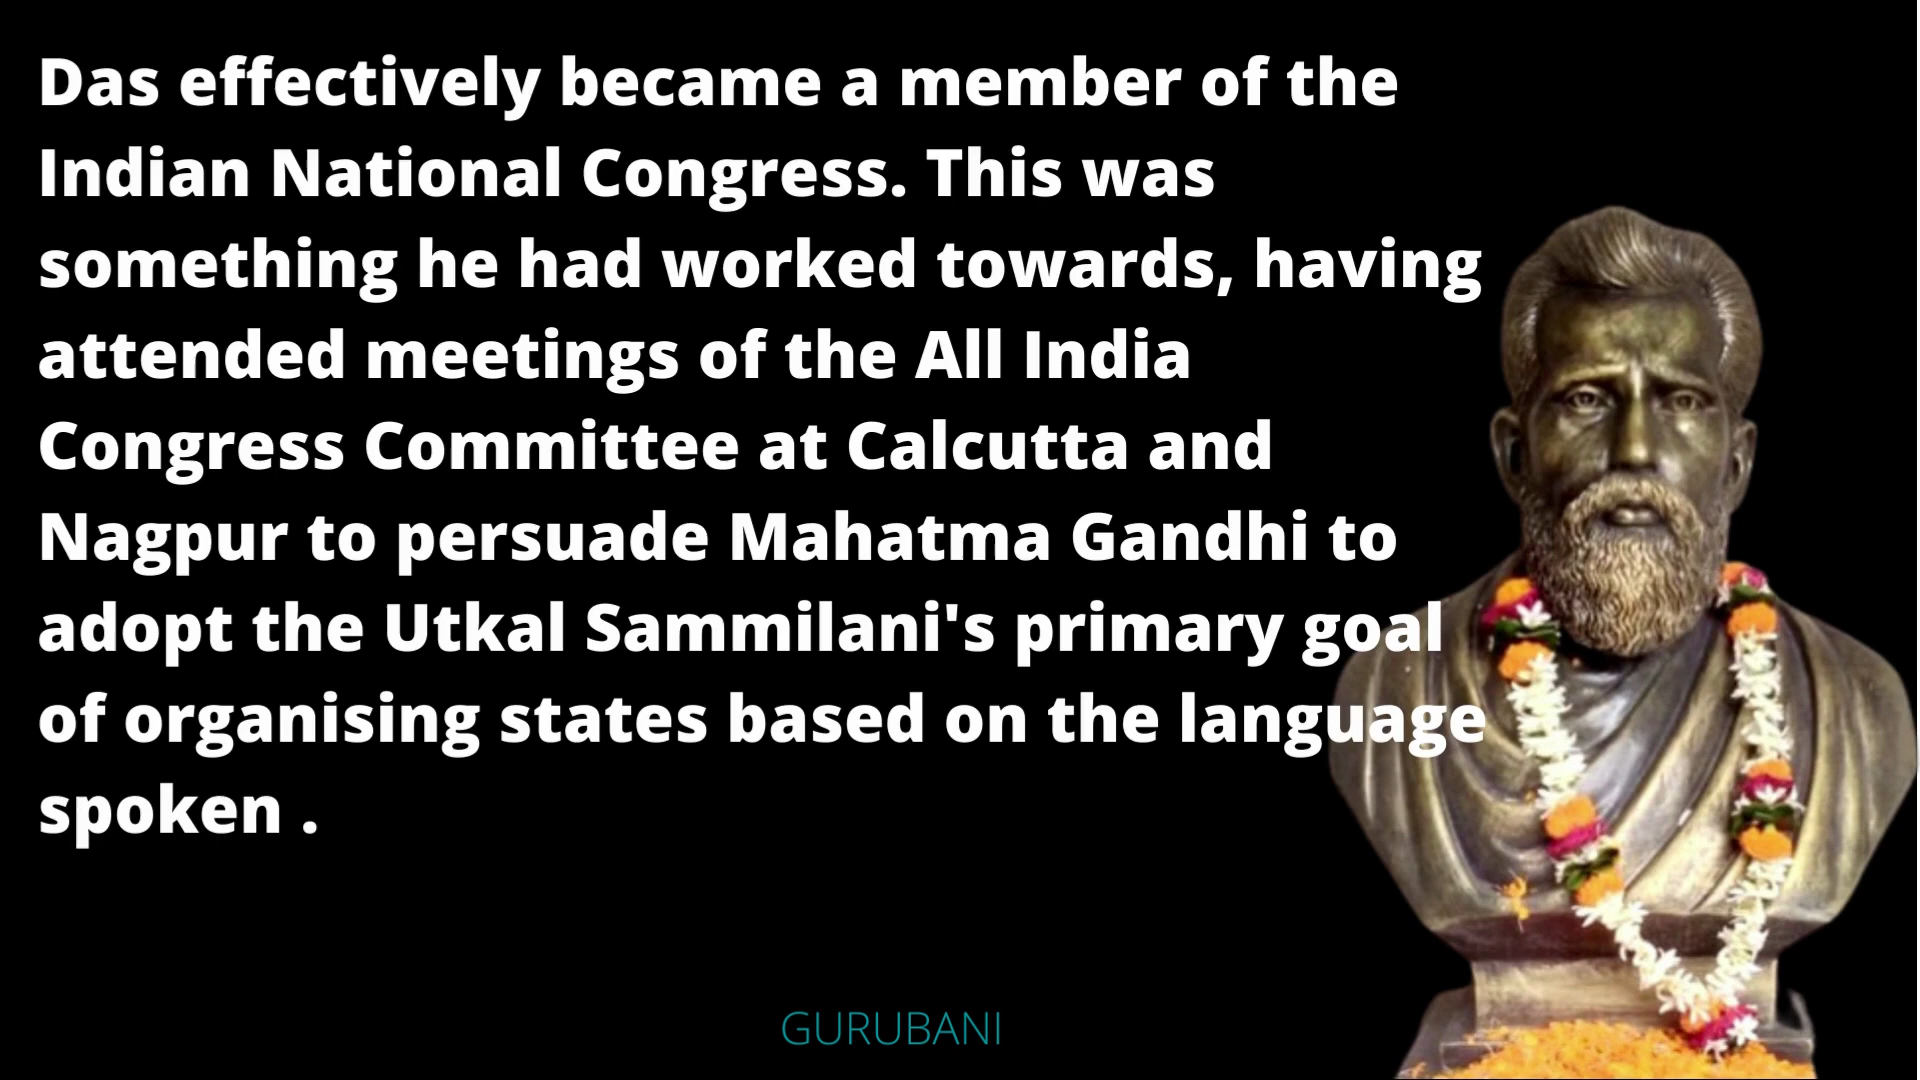 Das effectively became a member of the
Indian National Congress. This was
something he had worked towards, having
attended meetings of the All India
Congress Committee at Calcutta and
Nagpur to persuade Mahatma Gandhi to
adopt the Utkal Sammilani's primary goal
of organising states based on the language
spoken .
GURUBANI